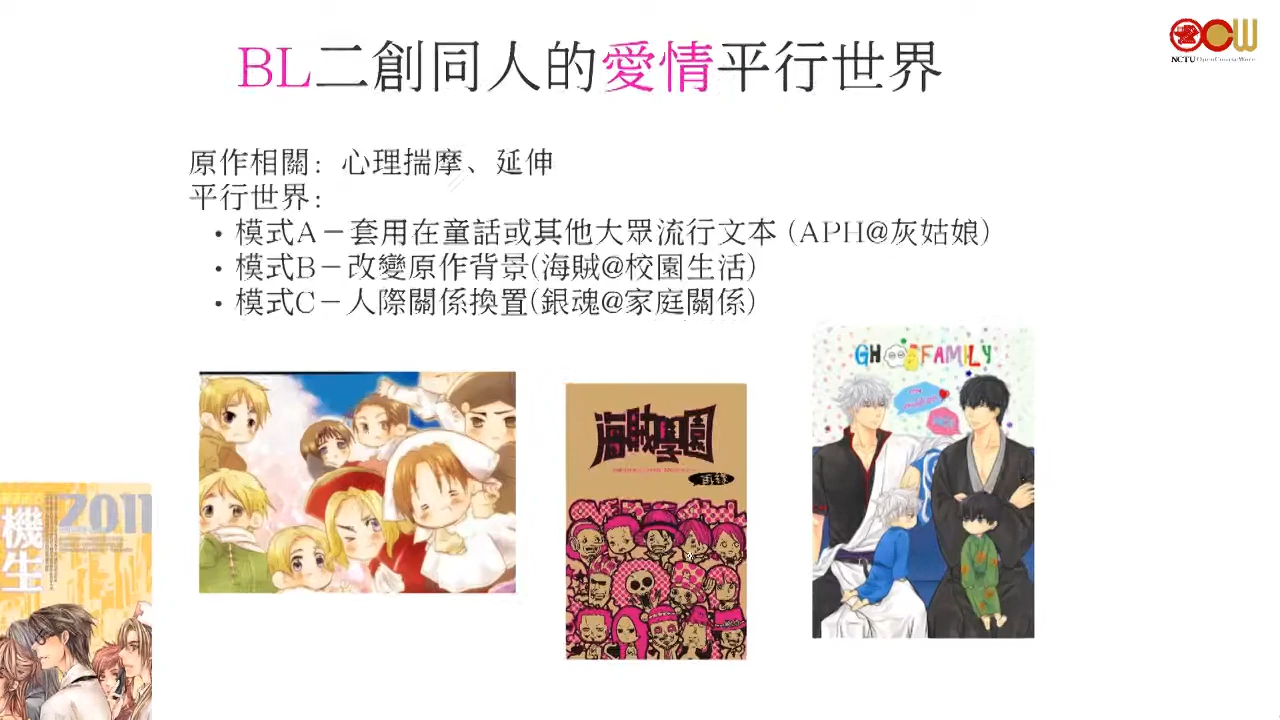 BL二創同人的愛情平行世界
NCTU OpenCourseWare
原作相關：心理揣摩、延伸
平行世界：
• 模式A－套用在童話或其他大眾流行文本 (APH@灰姑娘)
• 模式B－改變原作背景(海賊@校園生活)
• 模式C－人際關係換置(銀魂@家庭關係)
GH FAMILY
海賊學園
再錄
2011
機生